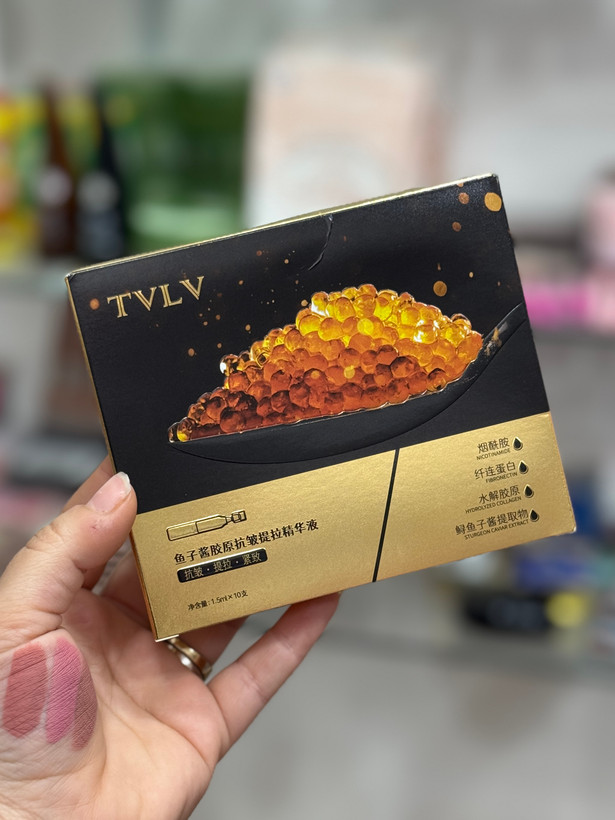 TVLV
烟酰胺
NICOTINAMIDE
纤连蛋白
FIBRONECTIN
水解胶原
HYDROLYZED COLLAGEN
鲟鱼子酱提取物
STURGEON CAVIAR EXTRACT
鱼子酱胶原抗皱提拉精华液
抗皱·提拉·紧致
净含量:1.5ml×10支